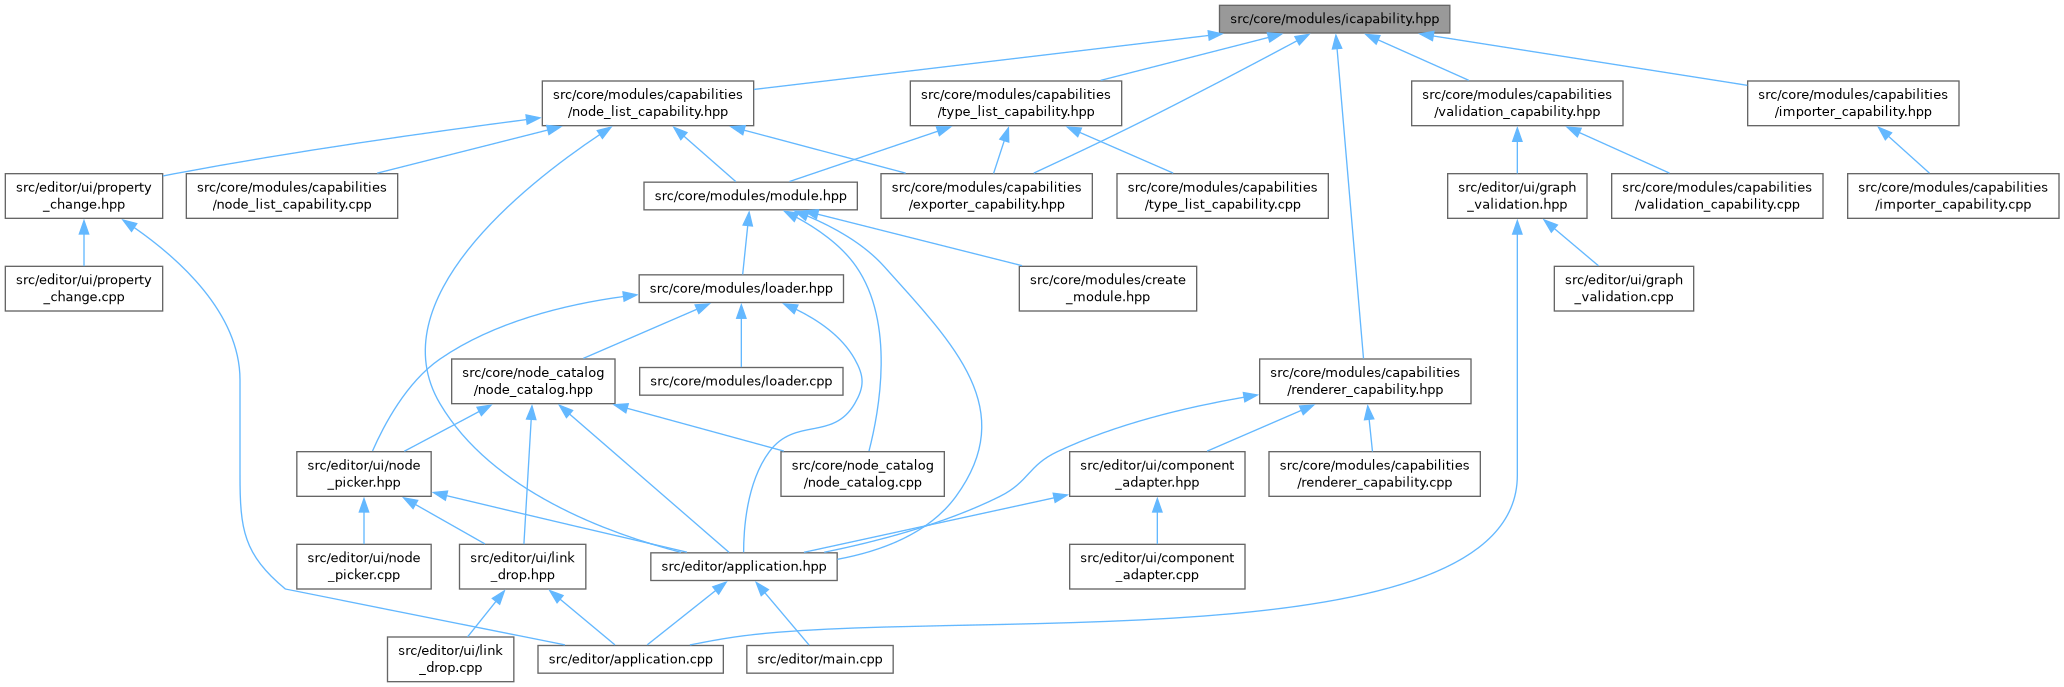 src/core/modules/icapability.hpp
src/core/modules/capabilities
/node_list_capability.hpp
src/core/modules/capabilities
/type_list_capability.hpp
src/core/modules/capabilities
/validation_capability.hpp
src/core/modules/capabilities
/importer_capability.hpp
src/editor/ui/property
_change.hpp
src/core/modules/capabilities
/node_list_capability.cpp
src/core/modules/module.hpp
src/core/modules/capabilities
/exporter_capability.hpp
src/core/modules/capabilities
/type_list_capability.cpp
src/editor/ui/graph
_validation.hpp
src/core/modules/capabilities
/validation_capability.cpp
src/core/modules/capabilities
/importer_capability.cpp
src/editor/ui/property
_change.cpp
src/core/modules/loader.hpp
src/core/modules/create
_module.hpp
src/editor/ui/graph
_validation.cpp
src/core/node_catalog
/node_catalog.hpp
src/core/modules/loader.cpp
src/core/modules/capabilities
/renderer_capability.hpp
src/editor/ui/node
_picker.hpp
src/core/node_catalog
/node_catalog.cpp
src/editor/ui/component
_adapter.hpp
src/core/modules/capabilities
/renderer_capability.cpp
src/editor/ui/node
_picker.cpp
src/editor/ui/link
_drop.hpp
src/editor/application.hpp
src/editor/ui/component
_adapter.cpp
src/editor/ui/link
_drop.cpp
src/editor/application.cpp
src/editor/main.cpp